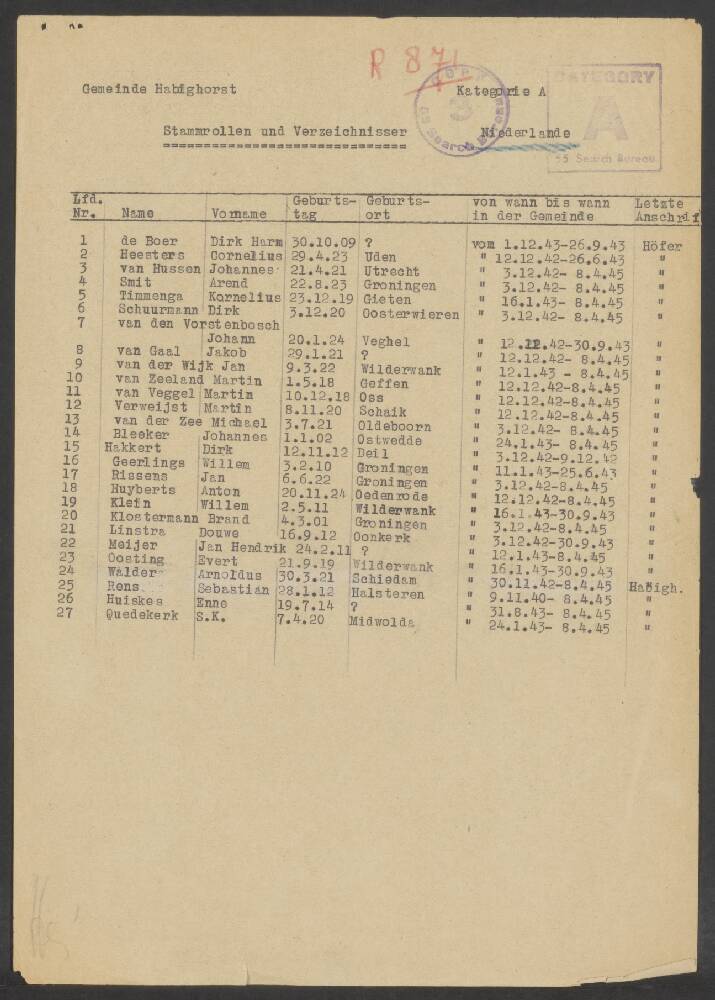 R 871
COPY
Search Bureau
CATEGORY
A
Search Bureau
Gemeinde Habighorst Kategorie A
Stammrollen und Verzeichnisser Niederlande
Lfd. Geburts- Geburts- von wann bis wann Letzte
Nr. Name Vorname tag ort in der Gemeinde Anschrif
1 de Boer Dirk Harm 30.10.09 ? vom 1.12.43-26.9.43 Höfer
2 Heesters Cornelius 29.4.23 Uden " 12.12.42-26.6.43 "
3 van Hussen Johannes 21.4.21 Utrecht " 3.12.42- 8.4.45 "
4 Smit Arend 22.8.23 Groningen " 3.12.42- 8.4.45 "
5 Timmenga Kornelius 23.12.19 Gieten " 16.1.43- 8.4.45 "
6 Schuurmann Dirk 3.12.20 Oosterwieren " 3.12.42- 8.4.45 "
7 van den Vorstenbosch
Johann 20.1.24 Veghel " 12.12.42-30.9.43 "
8 van Gaal Jakob 29.1.21 ? " 12.12.42- 8.4.45 "
9 van der Wijk Jan 9.3.22 Wilderwank " 12.1.43 - 8.4.45 "
10 van Zeeland Martin 1.5.18 Geffen " 12.12.42-8.4.45 "
11 van Veggel Martin 10.12.18 Oss " 12.12.42-8.4.45 "
12 Verweijst Martin 8.11.20 Schaik " 12.12.42-8.4.45 "
13 van der Zee Michael 3.7.21 Oldeboorn " 3.12.42- 8.4.45 "
14 Bleeker Johannes 1.1.02 Ostwedde " 24.1.43- 8.4.45 "
15 Hakkert Dirk 12.11.12 Deil " 3.12.42-9.12.42 "
16 Geerlings Willem 3.2.10 Groningen " 11.1.43-25.6.43 "
17 Rissens Jan 6.6.22 Groningen " 3.12.42-8.4.45 "
18 Huyberts Anton 20.11.24 Oedenrode " 12.12.42-8.4.45 "
19 Klein Willem 2.5.11 Wilderwank " 16.1.43-30.9.43 "
20 Klostermann Brand 4.3.01 Groningen " 3.12.42-8.4.45 "
21 Linstra Douwe 16.9.12 Oonkerk " 3.12.42-30.9.43 "
22 Meijer Jan Hendrik 24.2.11 ? " 12.1.43-8.4.45 "
23 Oosting Evert 21.9.19 Wilderwank " 16.1.43-30.9.43 "
24 Wälder Arnoldus 30.3.21 Schiedam " 30.11.42-8.4.45 Habigh.
25 Rens Sebastian 28.1.12 Halsteren " 9.11.40- 8.4.45 "
26 Huiskes Enne 19.7.14 ? " 31.8.43- 8.4.45 "
27 Quedekerk S.K. 7.4.20 Midwolda " 24.1.43- 8.4.45 "